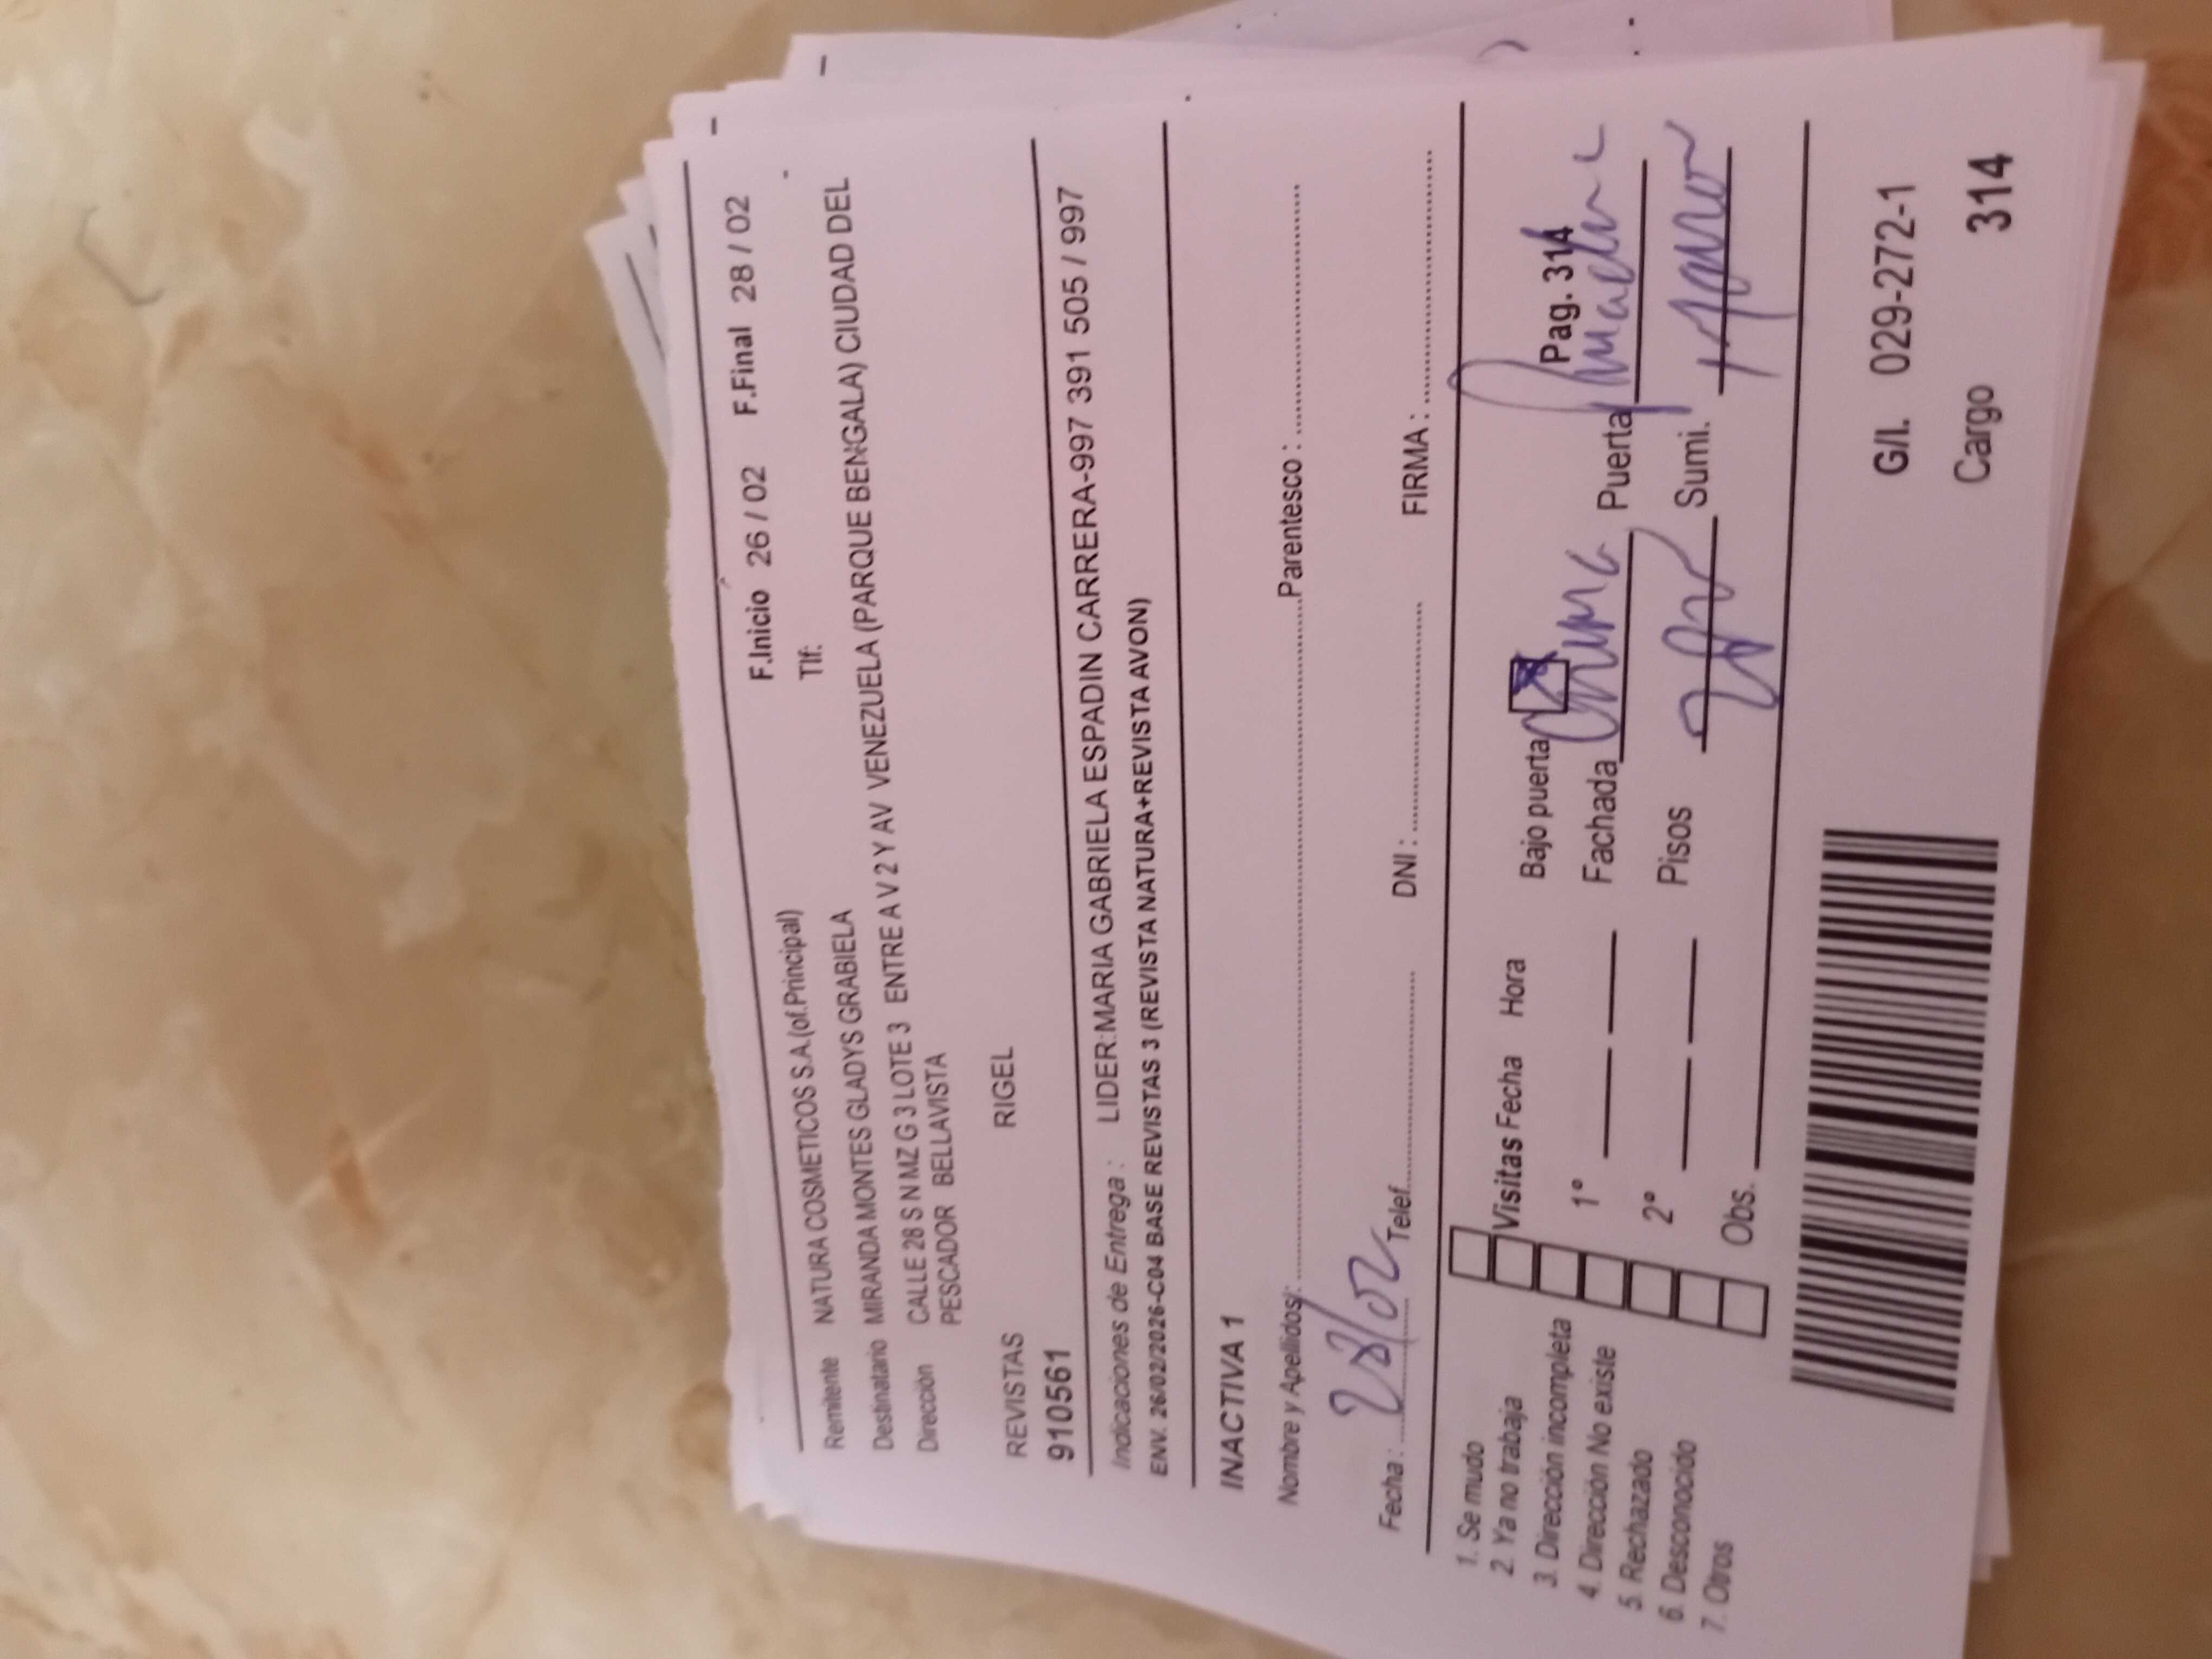 F.Inicio 26 / 02 F.Final 28 / 02
Remitente NATURA COSMETICOS S.A.(of.Principal) Tlf:
Destinatario MIRANDA MONTES GLADYS GRABIELA
Dirección CALLE 28 S N MZ G 3 LOTE 3 ENTRE A V 2 Y AV VENEZUELA (PARQUE BENGALA) CIUDAD DEL
PESCADOR BELLAVISTA
REVISTAS RIGEL
910561
Indicaciones de Entrega : LIDER:MARIA GABRIELA ESPADIN CARRERA-997 391 505 / 997
ENV. 26/02/2026-C04 BASE REVISTAS 3 (REVISTA NATURA+REVISTA AVON)
INACTIVA 1
Nombre y Apellidos/: Parentesco :
Fecha : 28/02 Telef. DNI : FIRMA :
1. Se mudo
2. Ya no trabaja
3. Dirección incompleta
4. Dirección No existe
5. Rechazado
6. Desconocido
7. Otros
Visitas Fecha Hora
1º
2º
Obs.
Bajo puerta Pag. 314
Fachada Puerta
Pisos Sumi.
G/I. 029-272-1
Cargo 314